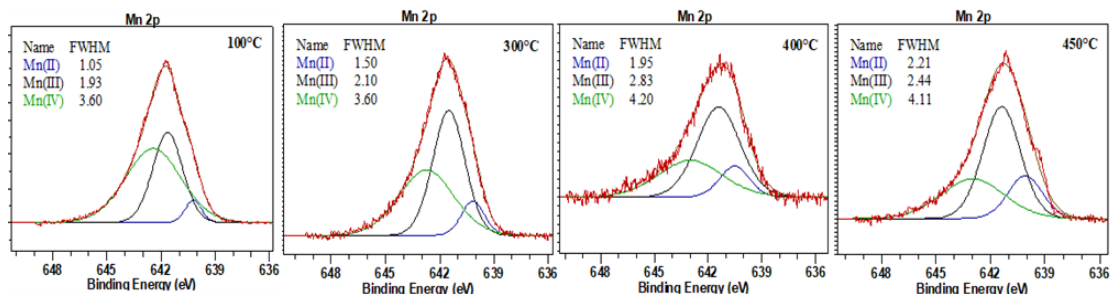 Mn 2p
100°C
Name FWHM
Mn(II) 1.05
Mn(III) 1.93
Mn(IV) 3.60
648 645 642 639 636
Binding Energy (eV)
Mn 2p
300°C
Name FWHM
Mn(II) 1.50
Mn(III) 2.10
Mn(IV) 3.60
648 645 642 639 636
Binding Energy (eV)
Mn 2p
400°C
Name FWHM
Mn(II) 1.95
Mn(III) 2.83
Mn(IV) 4.20
648 645 642 639 636
Binding Energy (eV)
Mn 2p
450°C
Name FWHM
Mn(II) 2.21
Mn(III) 2.44
Mn(IV) 4.11
648 645 642 639 636
Binding Energy (eV)